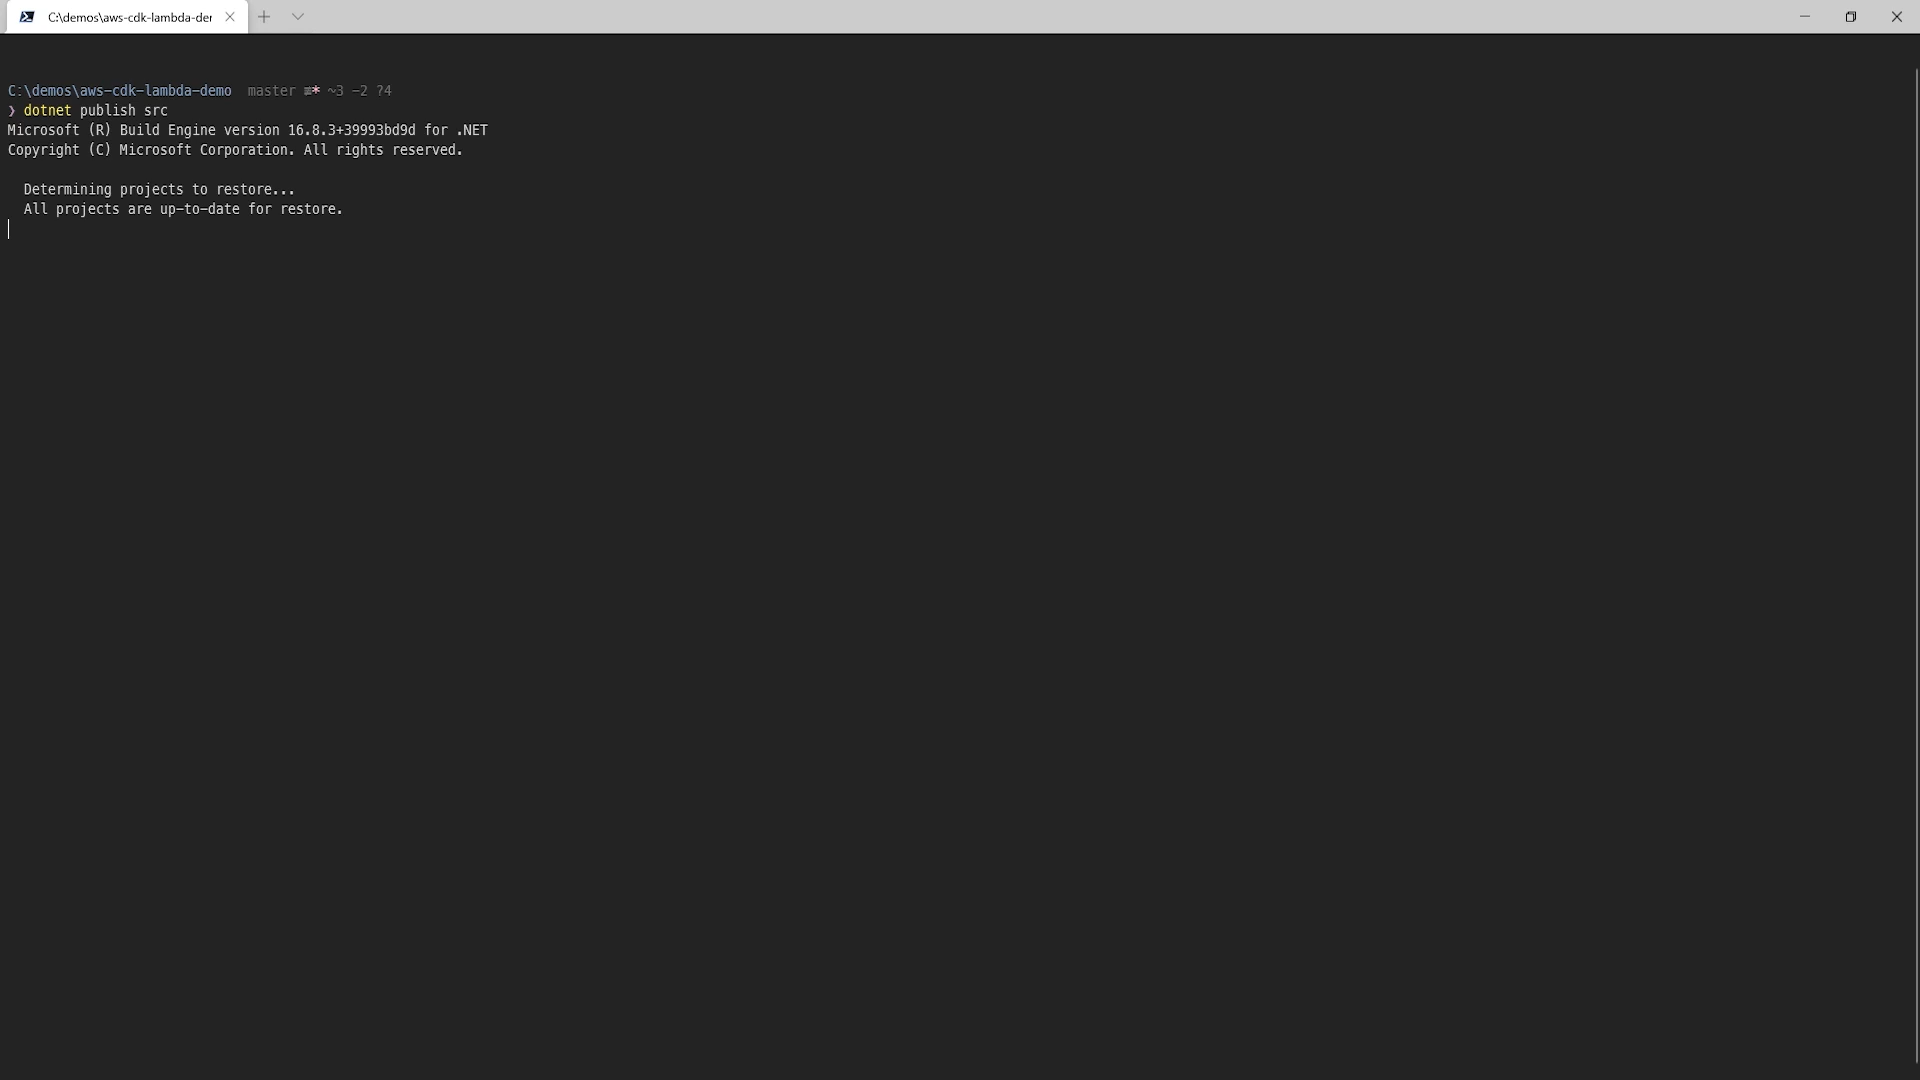 C:\demos\aws-cdk-lambda-der
C:\demos\aws-cdk-lambda-demo  master ≢* ~3 -2 ?4
❯ dotnet publish src
Microsoft (R) Build Engine version 16.8.3+39993bd9d for .NET
Copyright (C) Microsoft Corporation. All rights reserved.
Determining projects to restore...
All projects are up-to-date for restore.